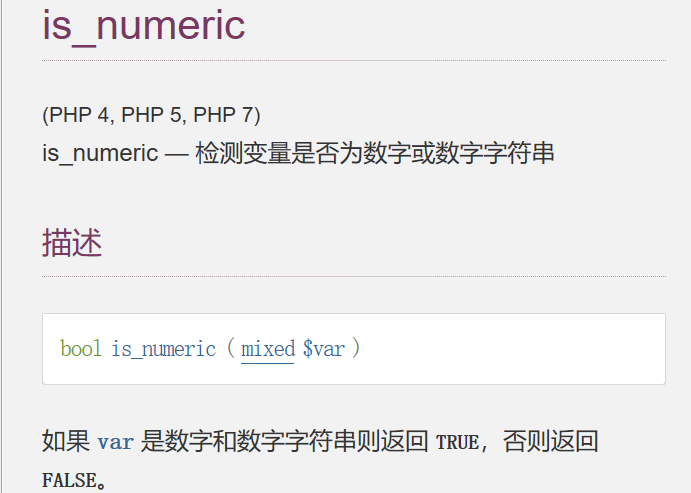 is_numeric
(PHP 4, PHP 5, PHP 7)
is_numeric — 检测变量是否为数字或数字字符串
描述
bool is_numeric ( mixed $var )
如果 var 是数字和数字字符串则返回 TRUE，否则返回
FALSE。